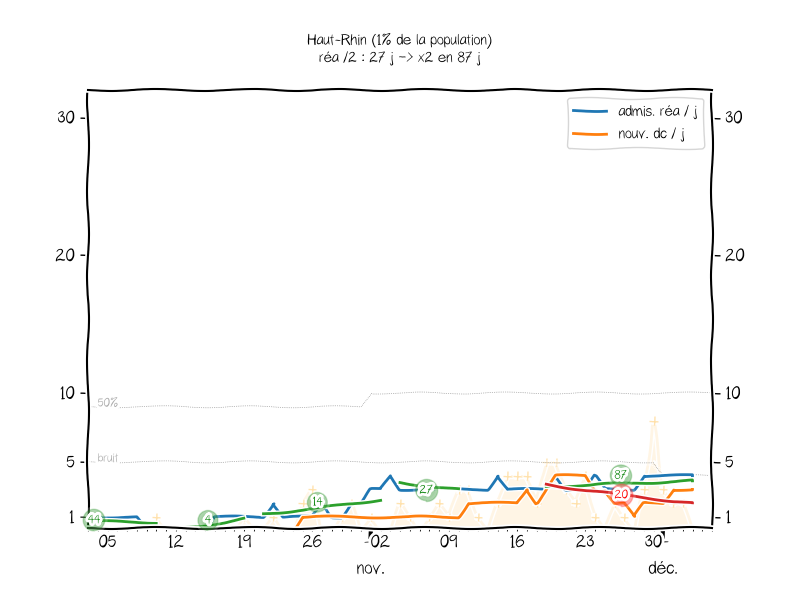 Haut-Rhin (1% de la population)
réa /2 : 27 j -> x2 en 87 j
admis. réa / j
nouv. dc / j
30
30
20
20
10
10
50%
5
bruit
5
1
1
44
4
14
27
87
20
05 12 19 26 02 09 16 23 30
nov. déc.